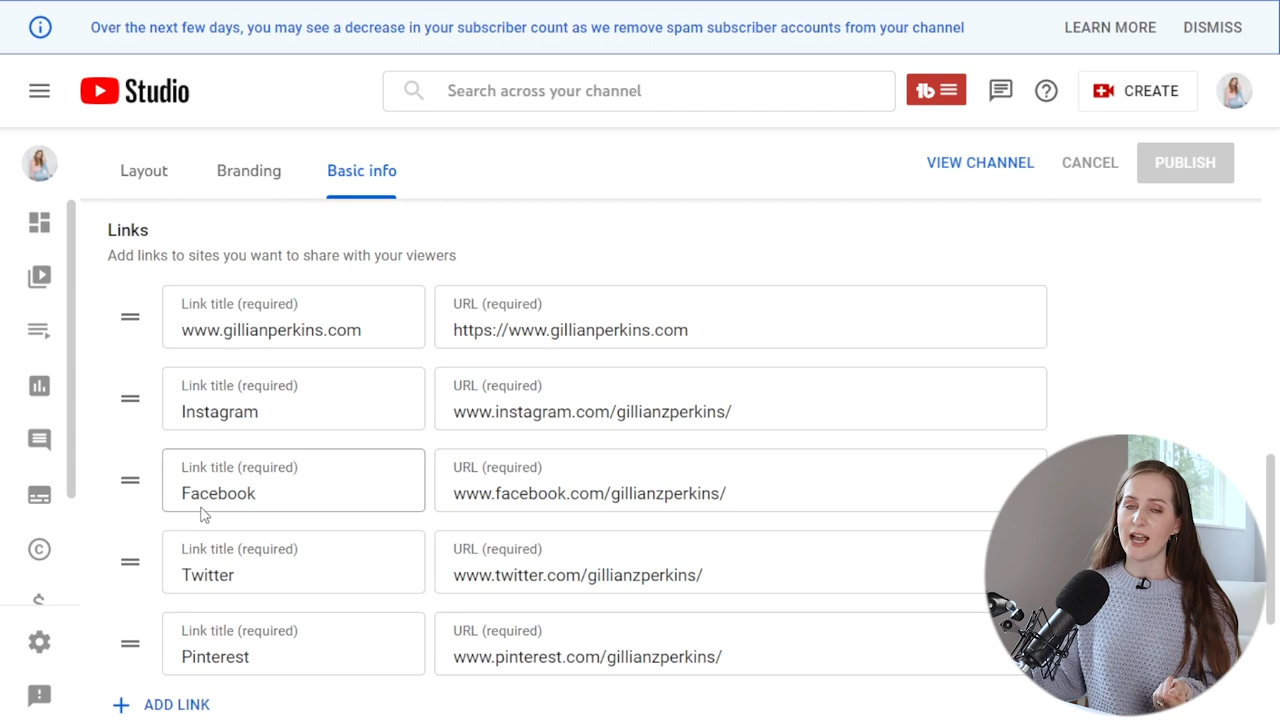 Over the next few days, you may see a decrease in your subscriber count as we remove spam subscriber accounts from your channel LEARN MORE DISMISS
Studio Search across your channel CREATE
Layout Branding Basic info VIEW CHANNEL CANCEL PUBLISH
Links
Add links to sites you want to share with your viewers
Link title (required) URL (required)
www.gillianperkins.com https://www.gillianperkins.com
Link title (required) URL (required)
Instagram www.instagram.com/gillianzperkins/
Link title (required) URL (required)
Facebook www.facebook.com/gillianzperkins/
Link title (required) URL (required)
Twitter www.twitter.com/gillianzperkins/
Link title (required) URL (required)
Pinterest www.pinterest.com/gillianzperkins/
ADD LINK